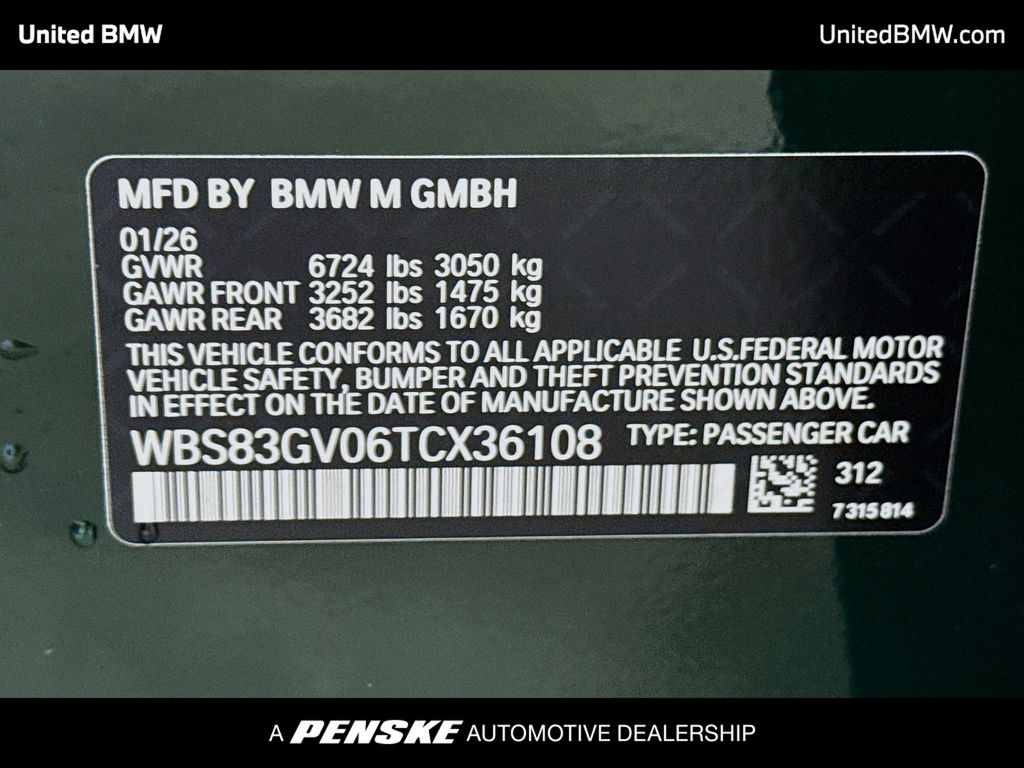 United BMW
UnitedBMW.com
MFD BY BMW M GMBH
01/26
GVWR 6724 lbs 3050 kg
GAWR FRONT 3252 lbs 1475 kg
GAWR REAR 3682 lbs 1670 kg
THIS VEHICLE CONFORMS TO ALL APPLICABLE U.S.FEDERAL MOTOR
VEHICLE SAFETY, BUMPER AND THEFT PREVENTION STANDARDS
IN EFFECT ON THE DATE OF MANUFACTURE SHOWN ABOVE.
WBS83GV06TCX36108 TYPE: PASSENGER CAR
312
7315814
A PENSKE AUTOMOTIVE DEALERSHIP